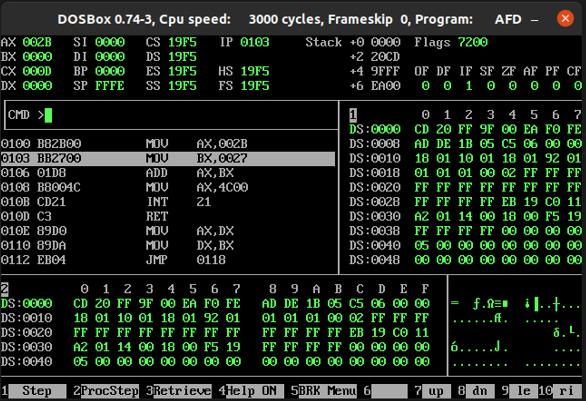 DOSBox 0.74-3, Cpu speed: 3000 cycles, Frameskip 0, Program: AFD
AX 002B SI 0000 CS 19F5 IP 0103 Stack +0 0000 Flags 7200
BX 0000 DI 0000 DS 19F5 +2 20CD
CX 000D BP 0000 ES 19F5 HS 19F5 +4 9FFF OF DF IF SF ZF AF PF CF
DX 0000 SP FFFE SS 19F5 FS 19F5 +6 EA00 0 0 1 0 0 0 0 0
CMD >
0100 B82B00 MOV AX,002B
0103 BB2700 MOV BX,0027
0106 01D8 ADD AX,BX
0108 B8004C MOV AX,4C00
010B CD21 INT 21
010D C3 RET
010E 89D0 MOV AX,DX
0110 89DA MOV DX,BX
0112 EB04 JMP 0118
1 0 1 2 3 4 5 6 7
DS:0000 CD 20 FF 9F 00 EA F0 FE
DS:0008 AD DE 1B 05 C5 06 00 00
DS:0010 18 01 10 01 18 01 92 01
DS:0018 01 01 01 00 02 FF FF FF
DS:0020 FF FF FF FF FF FF FF FF
DS:0028 FF FF FF FF EB 19 C0 11
DS:0030 A2 01 14 00 18 00 F5 19
DS:0038 FF FF FF FF 00 00 00 00
DS:0040 05 00 00 00 00 00 00 00
DS:0048 00 00 00 00 00 00 00 00
2 0 1 2 3 4 5 6 7 8 9 A B C D E F
DS:0000 CD 20 FF 9F 00 EA F0 FE AD DE 1B 05 C5 06 00 00
DS:0010 18 01 10 01 18 01 92 01 01 01 01 00 02 FF FF FF
DS:0020 FF FF FF FF FF FF FF FF FF FF FF FF EB 19 C0 11
DS:0030 A2 01 14 00 18 00 F5 19 FF FF FF FF 00 00 00 00
DS:0040 05 00 00 00 00 00 00 00 00 00 00 00 00 00 00 00
1 Step 2ProcStep 3Retrieve 4Help ON 5BRK Menu 6 7 up 8 dn 9 le 10 ri